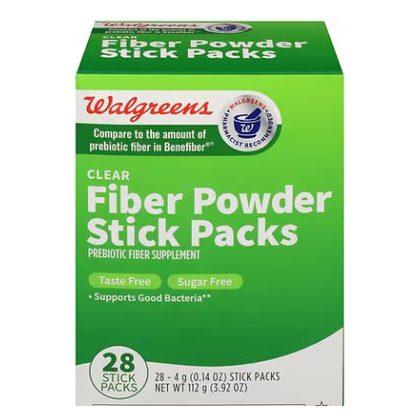 CLEAR
Fiber Powder
Stick Packs
Walgreens
Compare to the amount of
prebiotic fiber in Benefiber®††
WALGREENS
PHARMACIST RECOMMENDED
W
CLEAR
Fiber Powder
Stick Packs
PREBIOTIC FIBER SUPPLEMENT
Taste Free
Sugar Free
• Supports Good Bacteria**
28
STICK
PACKS
28 - 4 g (0.14 OZ) STICK PACKS
NET WT 112 g (3.92 OZ)